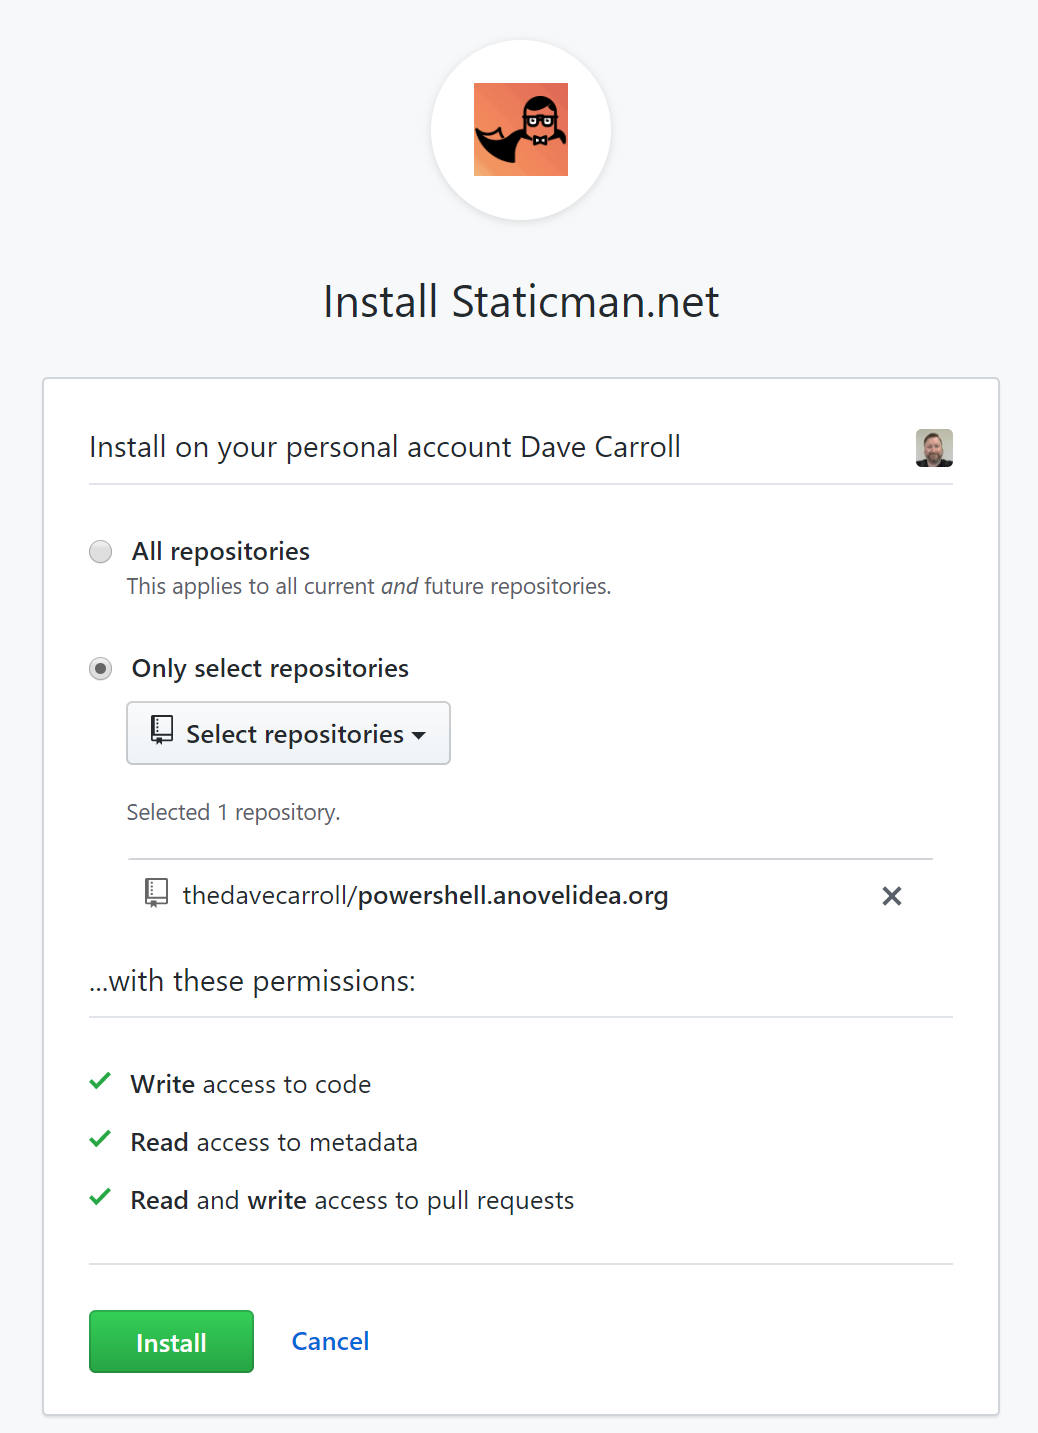 Install Staticman.net
Install on your personal account Dave Carroll
All repositories
This applies to all current and future repositories.
Only select repositories
Select repositories
Selected 1 repository.
thedavecarroll/powershell.anovelidea.org
...with these permissions:
Write access to code
Read access to metadata
Read and write access to pull requests
Install Cancel